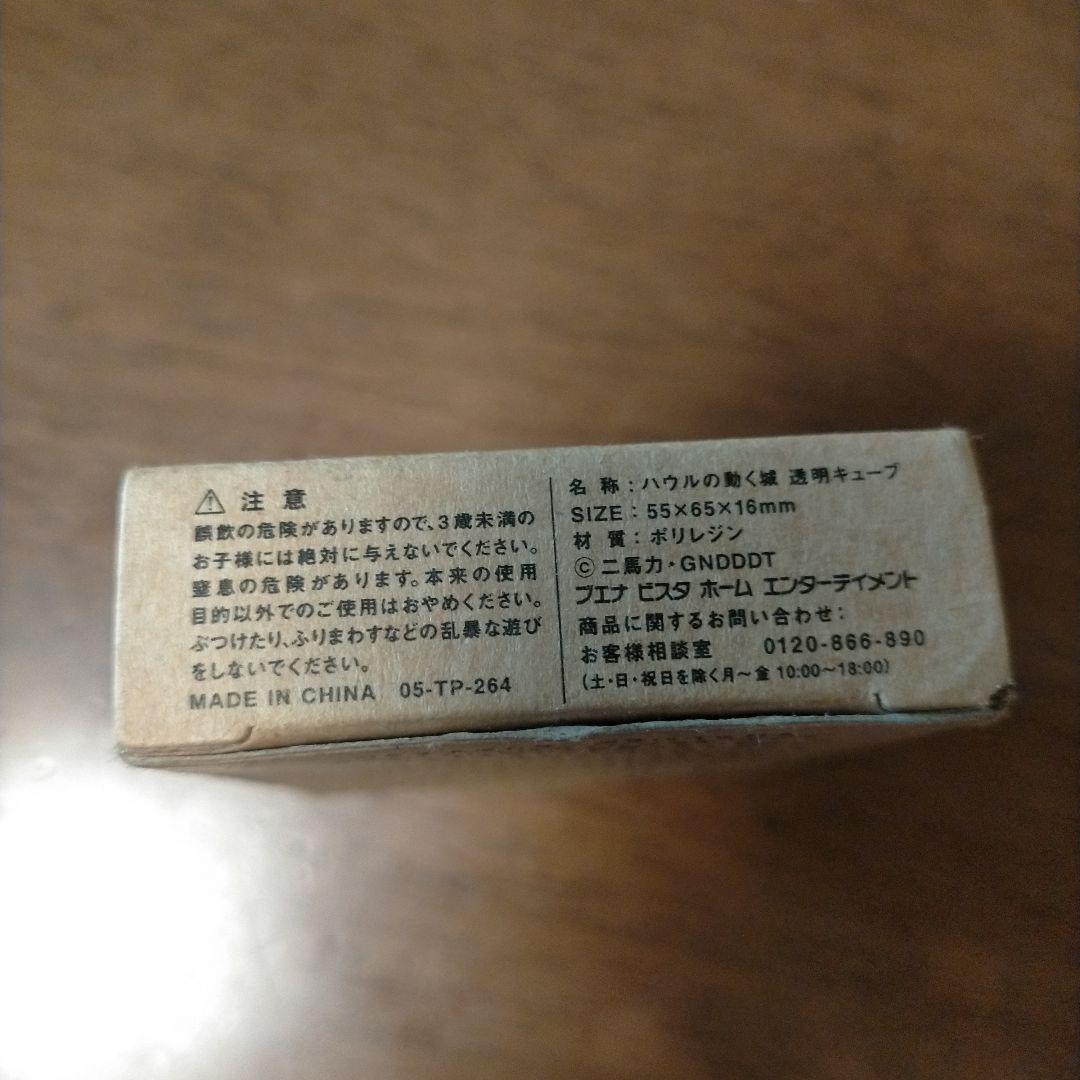 ⚠ 注意
誤飲の危険がありますので、3歳未満の
お子様には絶対に与えないでください。
窒息の危険があります。本来の使用
目的以外でのご使用はおやめください。
ぶつけたり、ふりまわすなどの乱暴な遊び
をしないでください。
MADE IN CHINA 05-TP-264
名 称 : ハウルの動く城 透明キューブ
SIZE : 55×65×16mm
材 質 : ポリレジン
© 二馬力・GNDDDT
ブエナ ビスタ ホーム エンターテイメント
商品に関するお問い合わせ:
お客様相談室 0120-866-890
(土・日・祝日を除く月～金 10:00～18:00)